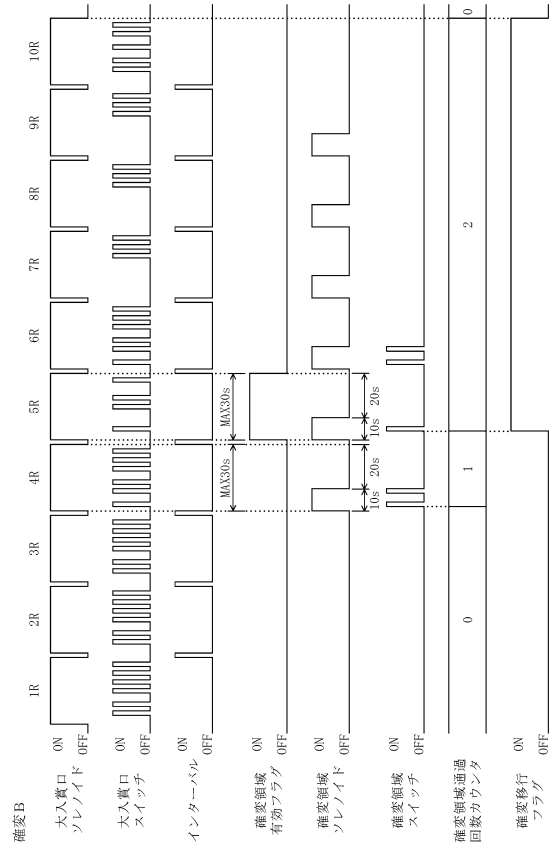 確変B
1R 2R 3R 4R 5R 6R 7R 8R 9R 10R
大入賞口
ソレノイド
ON
OFF
大入賞口
スイッチ
ON
OFF
インターバル
ON
OFF
MAX30s MAX30s
確変領域
有効フラグ
ON
OFF
確変領域
ソレノイド
ON
OFF
10s 20s 10s 20s
確変領域
スイッチ
ON
OFF
確変領域通過
回数カウンタ
0 1 2 0
確変移行
フラグ
ON
OFF